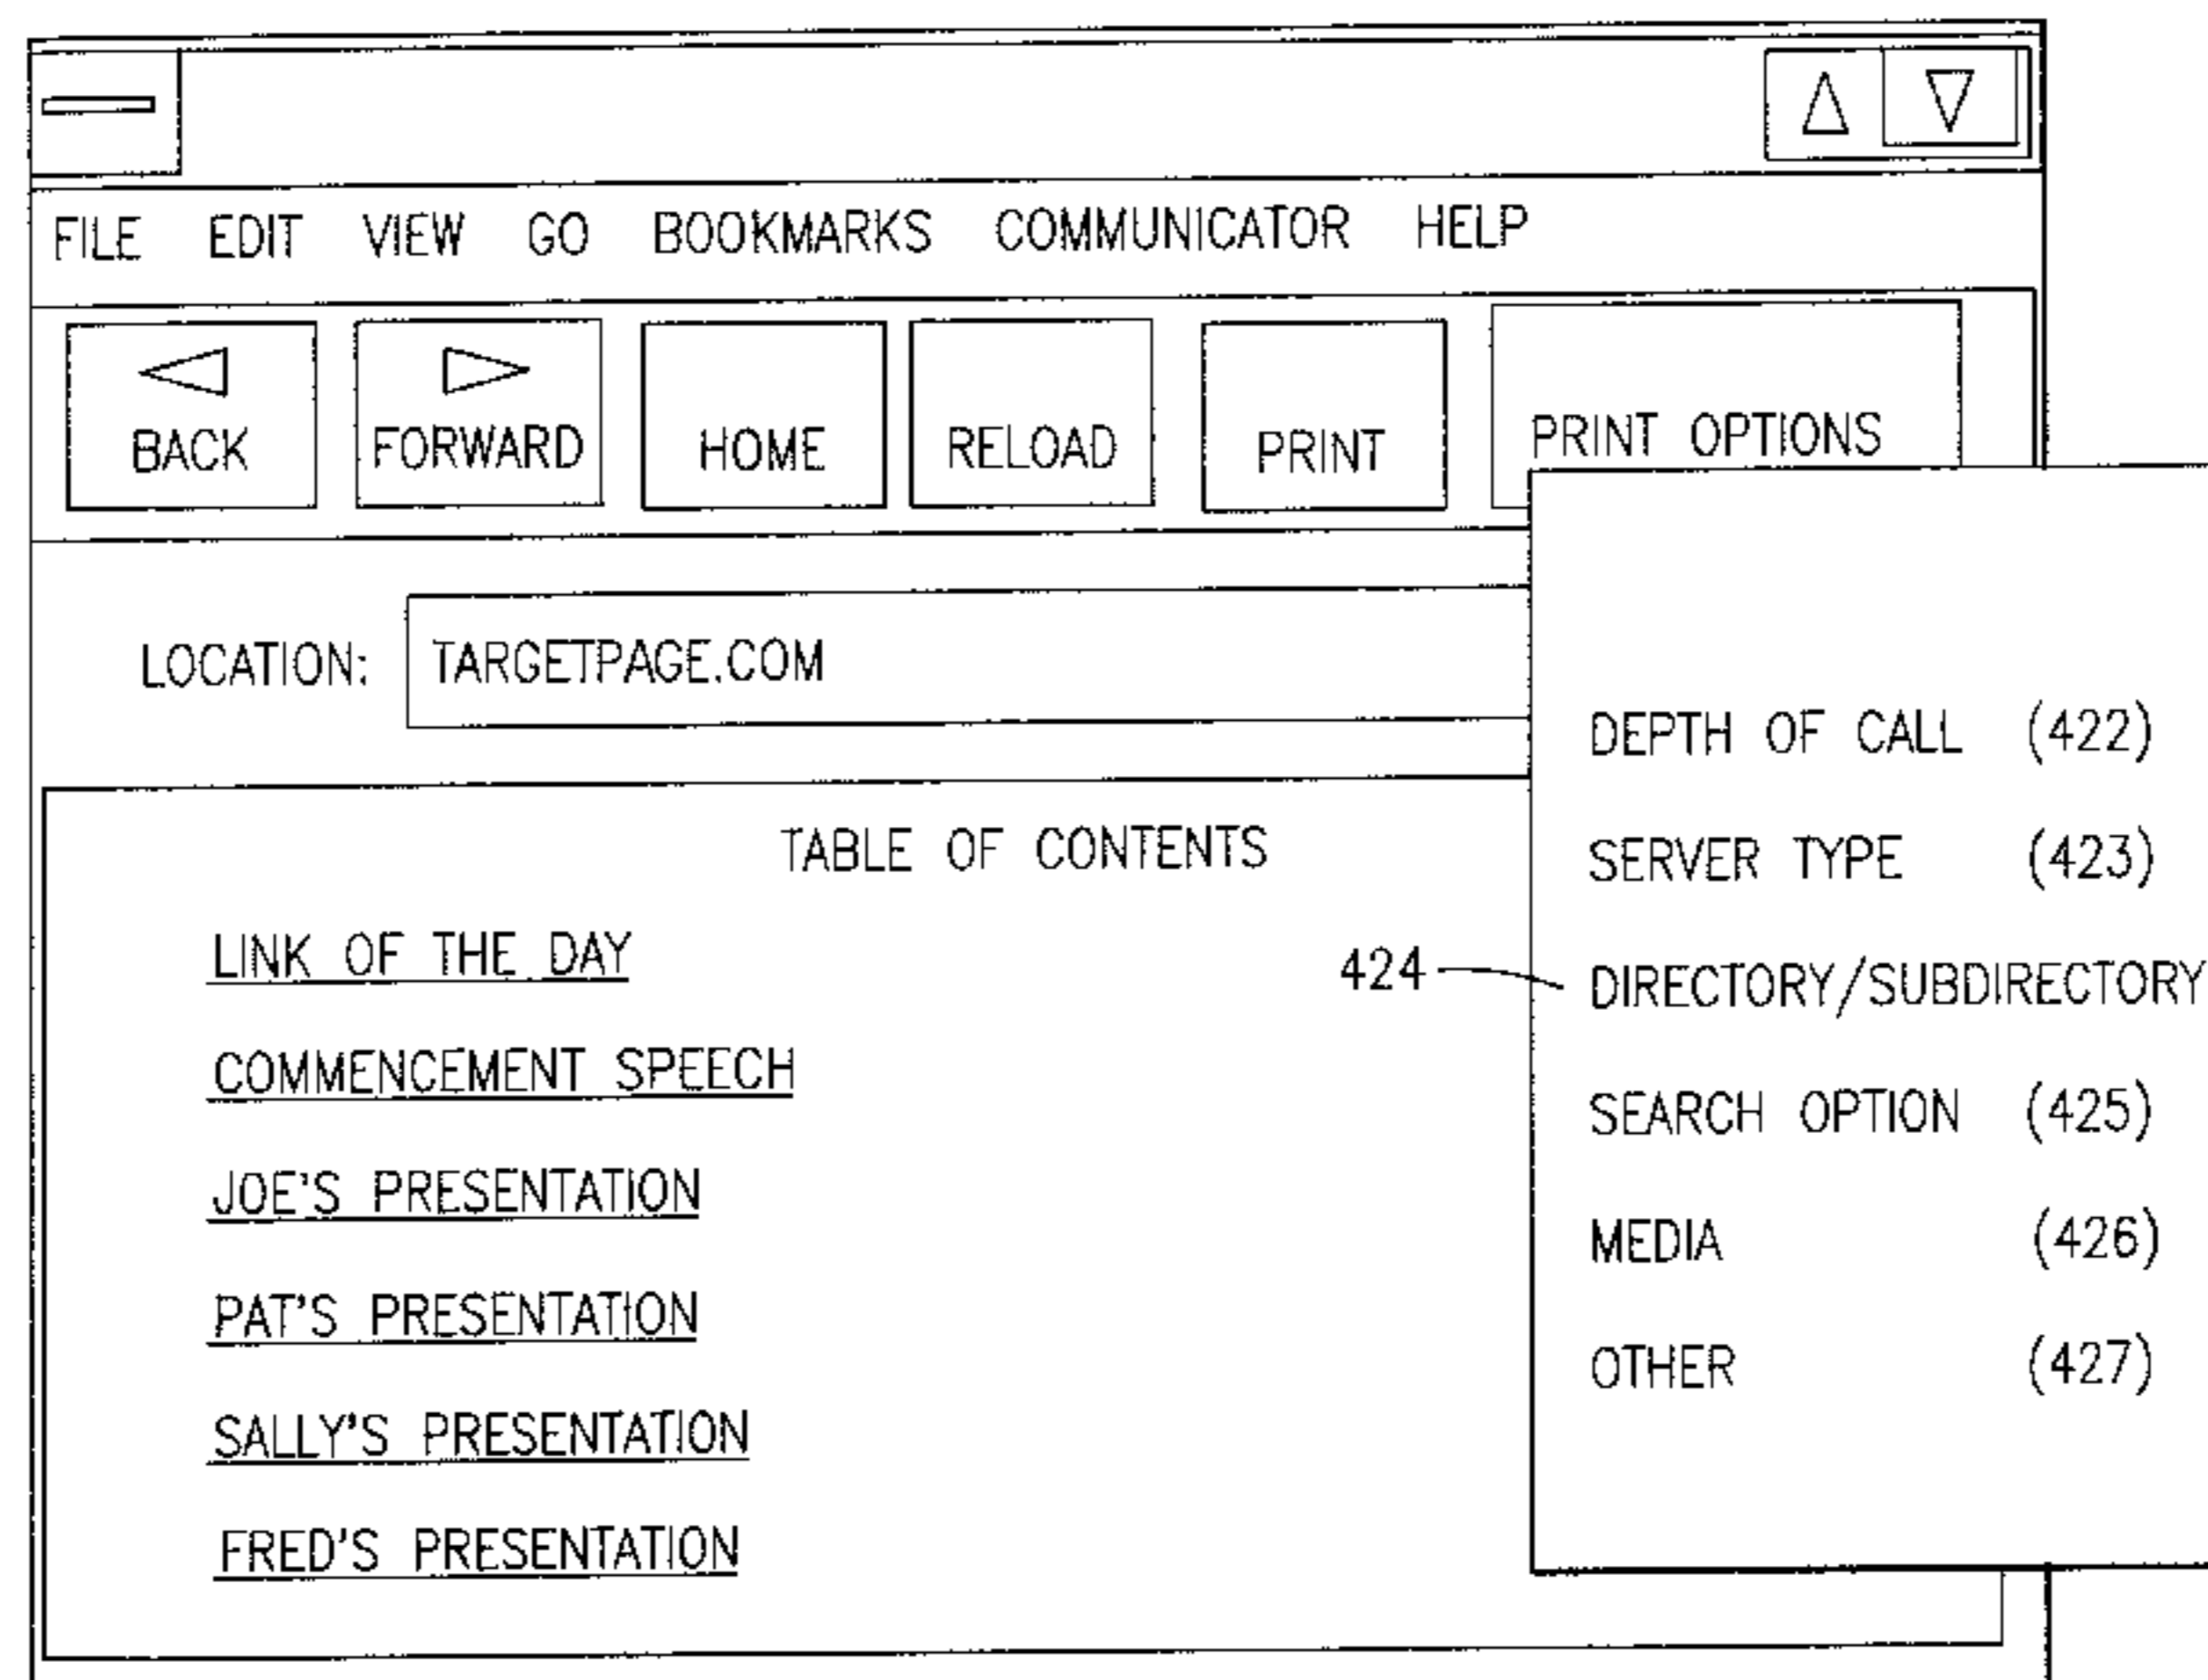 FILE EDIT VIEW GO BOOKMARKS COMMUNICATOR HELP
BACK FORWARD HOME RELOAD PRINT PRINT OPTIONS
LOCATION: TARGETPAGE.COM
TABLE OF CONTENTS
LINK OF THE DAY
COMMENCEMENT SPEECH
JOE'S PRESENTATION
PAT'S PRESENTATION
SALLY'S PRESENTATION
FRED'S PRESENTATION
DEPTH OF CALL (422)
SERVER TYPE (423)
424 DIRECTORY/SUBDIRECTORY
SEARCH OPTION (425)
MEDIA (426)
OTHER (427)